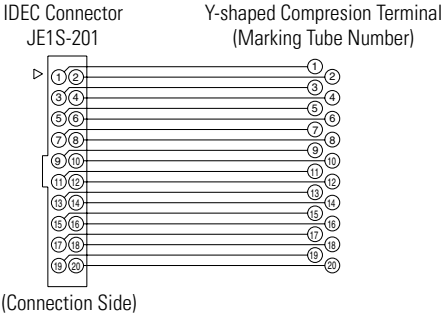 IDEC Connector Y-shaped Compresion Terminal
JE1S-201 (Marking Tube Number)
1 2 1
2
3 4 3
4
5 6 5
6
7 8 7
8
9 10 9
10
11 12 11
12
13 14 13
14
15 16 15
16
17 18 17
18
19 20 19
20
(Connection Side)